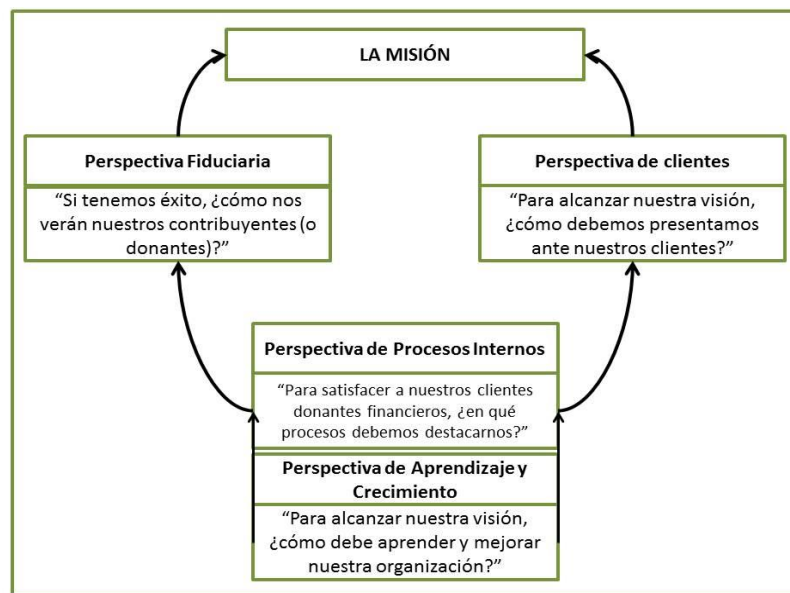 LA MISIÓN
Perspectiva Fiduciaria
“Si tenemos éxito, ¿cómo nos
verán nuestros contribuyentes (o
donantes)?”
Perspectiva de clientes
“Para alcanzar nuestra visión,
¿cómo debemos presentamos
ante nuestros clientes?”
Perspectiva de Procesos Internos
“Para satisfacer a nuestros clientes
donantes financieros, ¿en qué
procesos debemos destacarnos?”
Perspectiva de Aprendizaje y
Crecimiento
“Para alcanzar nuestra visión,
¿cómo debe aprender y mejorar
nuestra organización?”